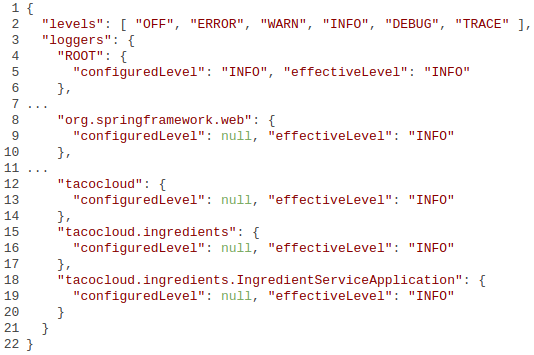 1 {
2   "levels": [ "OFF", "ERROR", "WARN", "INFO", "DEBUG", "TRACE" ],
3   "loggers": {
4     "ROOT": {
5       "configuredLevel": "INFO", "effectiveLevel": "INFO"
6     },
7 ...
8     "org.springframework.web": {
9       "configuredLevel": null, "effectiveLevel": "INFO"
10     },
11 ...
12     "tacocloud": {
13       "configuredLevel": null, "effectiveLevel": "INFO"
14     },
15     "tacocloud.ingredients": {
16       "configuredLevel": null, "effectiveLevel": "INFO"
17     },
18     "tacocloud.ingredients.IngredientServiceApplication": {
19       "configuredLevel": null, "effectiveLevel": "INFO"
20     }
21   }
22 }